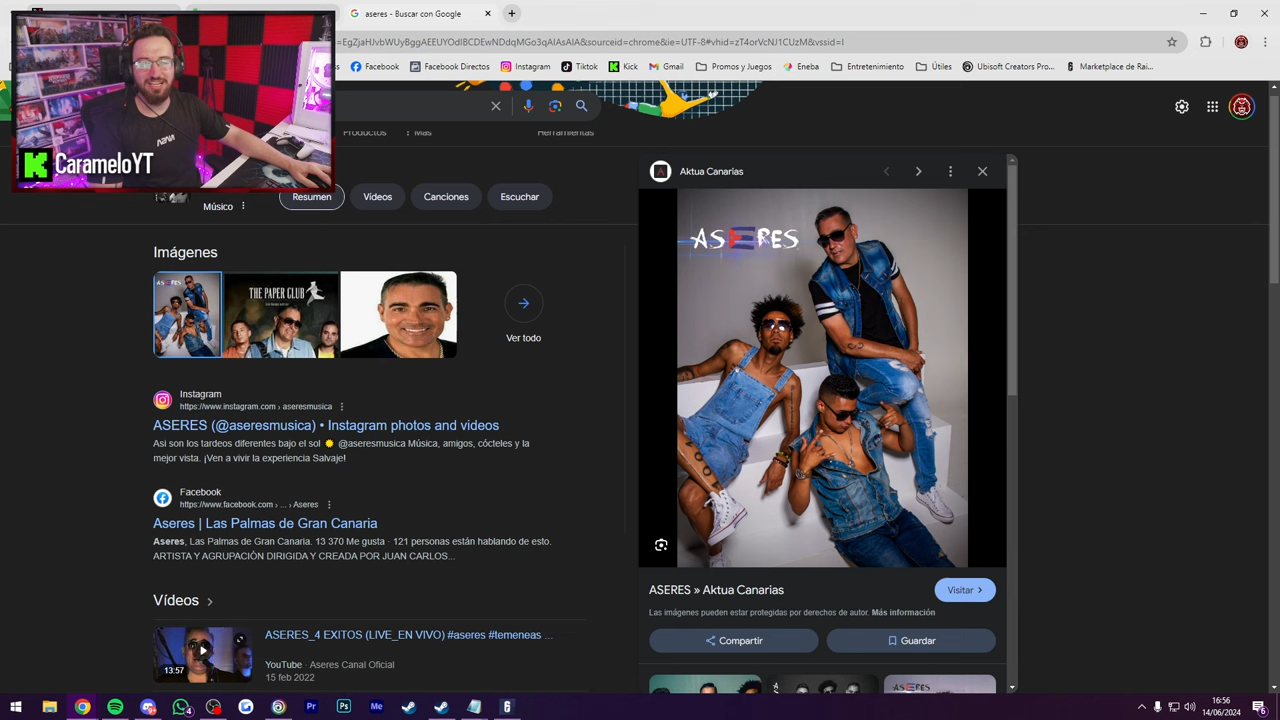 aseres - Buscar con Google
=EgZjaHJvbWUyBggAEEUYOdIBCDEwNDdqMGo3qAIAsAIA&sourceid=chrome&ie=UTF-8#vhid=zT4orVcNJ1CUzM&vssid=l
Facebook
Facebook Directos
Instagram
Tiktok
Kick
Gmail
Promos y Juegos
Eneba
Entretenimiento
Útiles
Ubisoft Creators Pro...
Marketplace de Rai...
Productos
Más
Herramientas
CarameloYT
Músico
Resumen
Vídeos
Canciones
Escuchar
Imágenes
ASERES
THE PAPER CLUB
Ver todo
Instagram
https://www.instagram.com › aseresmusica
ASERES (@aseresmusica) • Instagram photos and videos
Asi son los tardeos diferentes bajo el sol @aseresmusica Música, amigos, cócteles y la
mejor vista. ¡Ven a vivir la experiencia Salvaje!
Facebook
https://www.facebook.com › ... › Aseres
Aseres | Las Palmas de Gran Canaria
Aseres, Las Palmas de Gran Canaria. 13 370 Me gusta · 121 personas están hablando de esto.
ARTISTA Y AGRUPACIÓN DIRIGIDA Y CREADA POR JUAN CARLOS...
Vídeos
13:57
ASERES_4 EXITOS (LIVE_EN VIVO) #aseres #temeneas ...
YouTube · Aseres Canal Oficial
15 feb 2022
Aktua Canarias
ASERES
ASERES » Aktua Canarias
Visitar
Las imágenes pueden estar protegidas por derechos de autor. Más información
Compartir
Guardar
4
16:56
14/06/2024